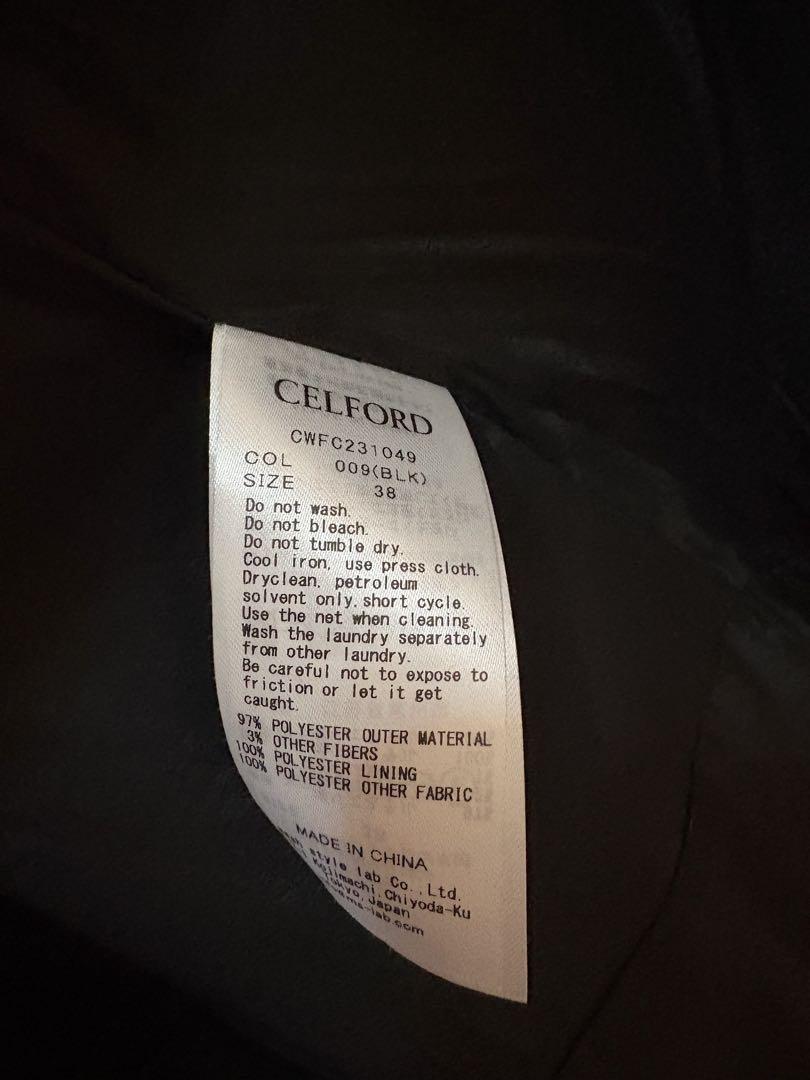 CELFORD
CWFC231049
COL 009(BLK)
SIZE 38
Do not wash.
Do not bleach.
Do not tumble dry.
Cool iron, use press cloth.
Dryclean, petroleum
solvent only, short cycle.
Use the net when cleaning.
Wash the laundry separately
from other laundry.
Be careful not to expose to
friction or let it get
caught.
97% POLYESTER OUTER MATERIAL
3% OTHER FIBERS
100% POLYESTER LINING
100% POLYESTER OTHER FABRIC
MADE IN CHINA
style lab Co., Ltd.
Kojimachi, Chiyoda-Ku
Tokyo, Japan